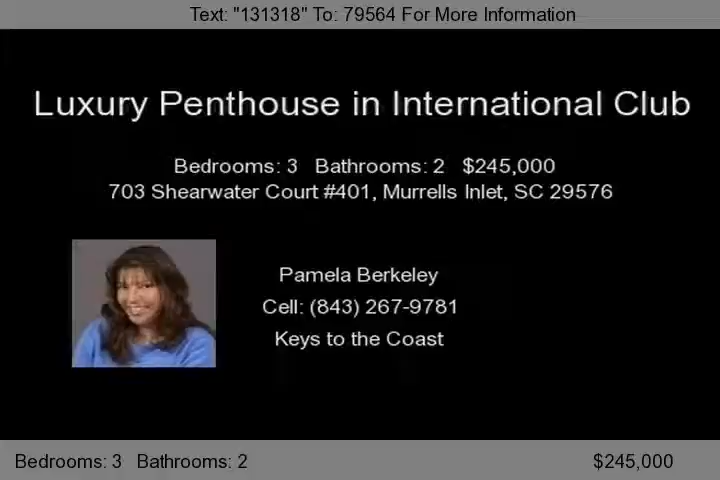 Text: "131318" To: 79564 For More Information
Luxury Penthouse in International Club
Bedrooms: 3 Bathrooms: 2 $245,000
703 Shearwater Court #401, Murrells Inlet, SC 29576
Pamela Berkeley
Cell: (843) 267-9781
Keys to the Coast
Bedrooms: 3 Bathrooms: 2 $245,000